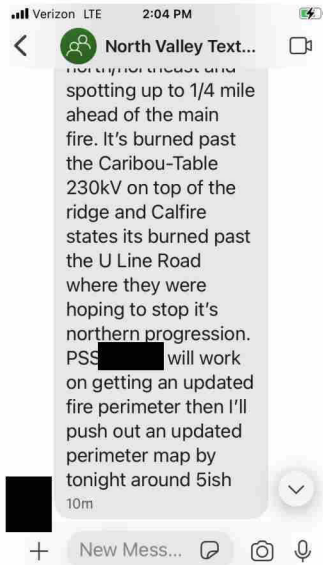 Verizon LTE 2:04 PM
North Valley Text...
north/northeast and
spotting up to 1/4 mile
ahead of the main
fire. It's burned past
the Caribou-Table
230kV on top of the
ridge and Calfire
states its burned past
the U Line Road
where they were
hoping to stop it's
northern progression.
PSS will work
on getting an updated
fire perimeter then I'll
push out an updated
perimeter map by
tonight around 5ish
10m
New Mess...